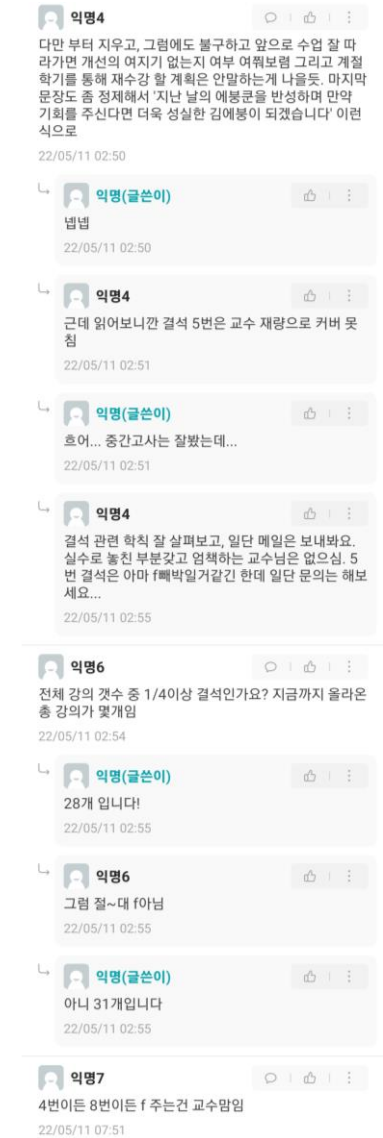 익명4
다만 부터 지우고, 그럼에도 불구하고 앞으로 수업 잘 따
라가면 개선의 여지기 없는지 여부 여쭤보렴 그리고 계절
학기를 통해 재수강 할 계획은 안말하는게 나을듯. 마지막
문장도 좀 정제해서 '지난 날의 에붕쿤을 반성하며 만약
기회를 주신다면 더욱 성실한 김에붕이 되겠습니다' 이런
식으로
22/05/11 02:50
익명(글쓴이)
넵넵
22/05/11 02:50
익명4
근데 읽어보니깐 결석 5번은 교수 재량으로 커버 못
침
22/05/11 02:51
익명(글쓴이)
흐어... 중간고사는 잘봤는데...
22/05/11 02:51
익명4
결석 관련 학칙 잘 살펴보고, 일단 메일은 보내봐요.
실수로 놓친 부분갖고 엄책하는 교수님은 없으심. 5
번 결석은 아마 f빼박일거같긴 한데 일단 문의는 해보
세요...
22/05/11 02:55
익명6
전체 강의 갯수 중 1/4이상 결석인가요? 지금까지 올라온
총 강의가 몇개임
22/05/11 02:54
익명(글쓴이)
28개 입니다!
22/05/11 02:55
익명6
그럼 절~대 f아님
22/05/11 02:55
익명(글쓴이)
아니 31개입니다
22/05/11 02:55
익명7
4번이든 8번이든 f 주는건 교수맘임
22/05/11 07:51